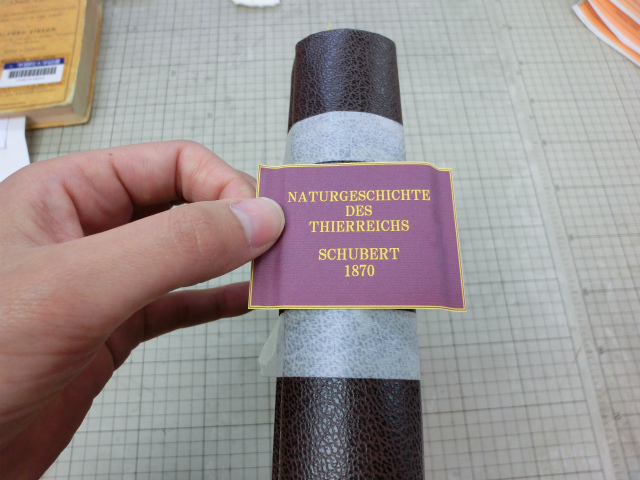 NATURGESCHICHTE
DES
THIERREICHS
SCHUBERT
1870